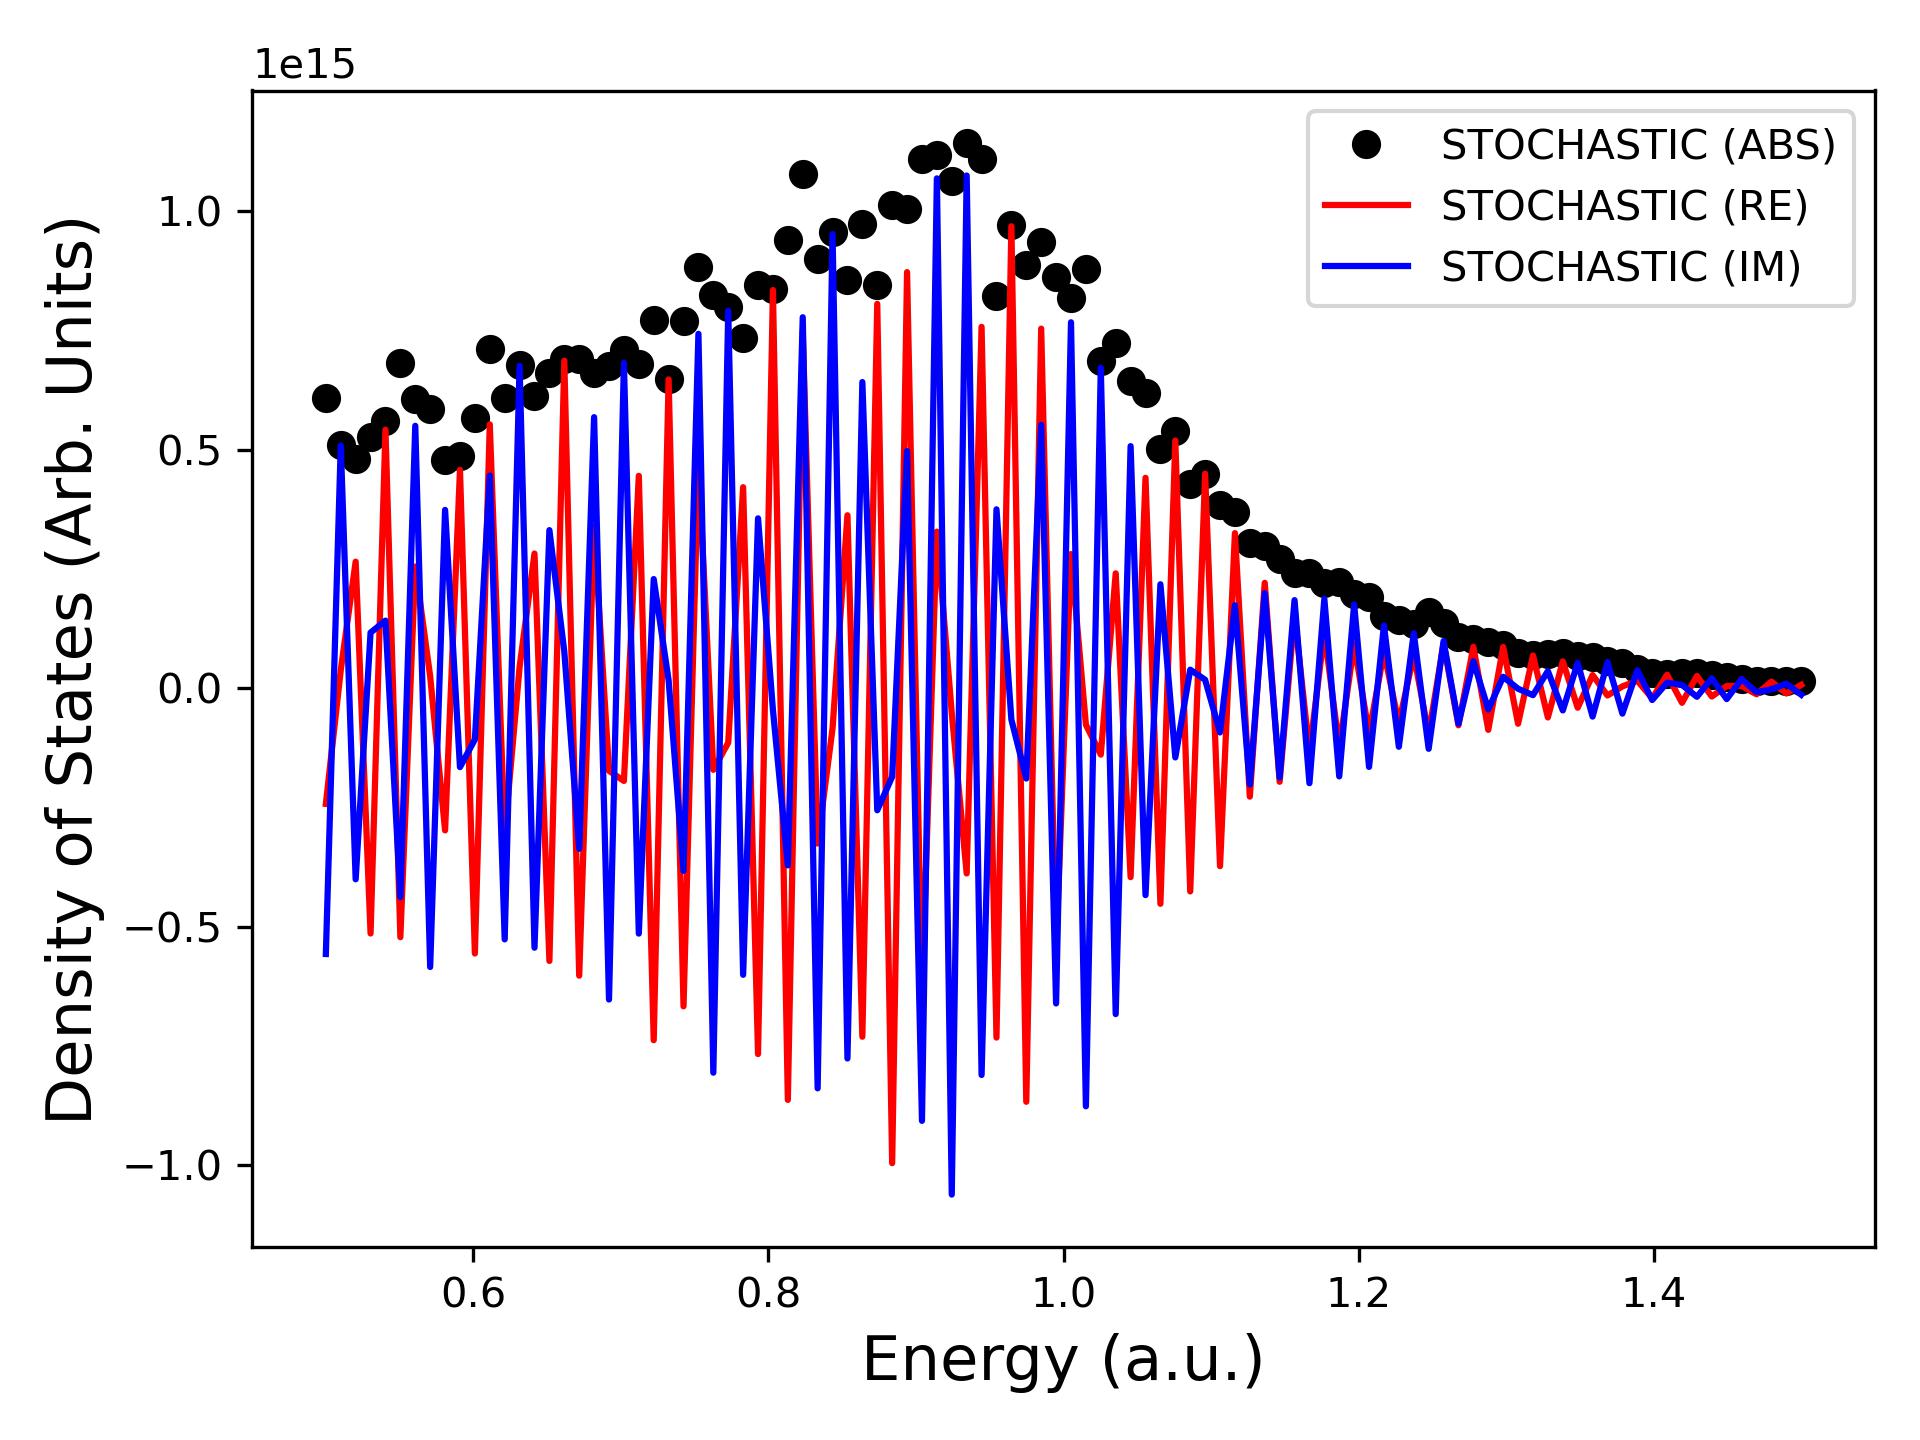 1e15
STOCHASTIC (ABS)
STOCHASTIC (RE)
STOCHASTIC (IM)
Density of States (Arb. Units)
1.0
0.5
0.0
−0.5
−1.0
0.6 0.8 1.0 1.2 1.4
Energy (a.u.)